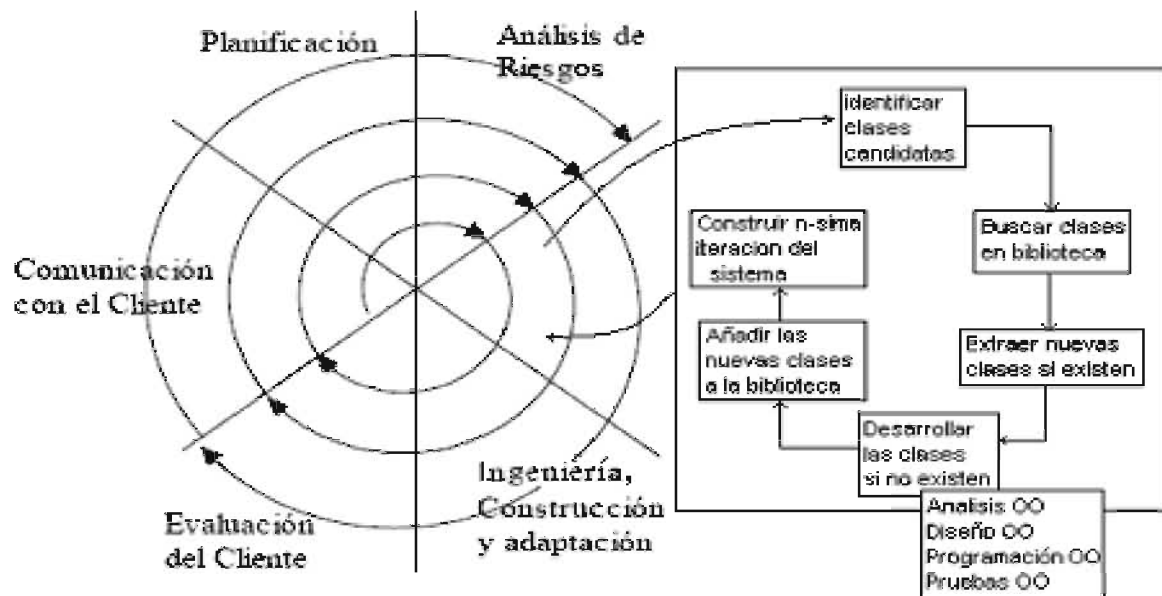 Planificación
Análisis de
Riesgos
Comunicación
con el Cliente
Evaluación
del Cliente
Ingeniería,
Construcción
y adaptación
identificar
clases
candidatas
Buscar clases
en biblioteca
Extraer nuevas
clases si existen
Desarrollar
las clases
si no existen
Analisis OO
Diseño OO
Programación OO
Pruebas OO
Añadir las
nuevas clases
a la biblioteca
Construir n-sima
iteracion del
sistema